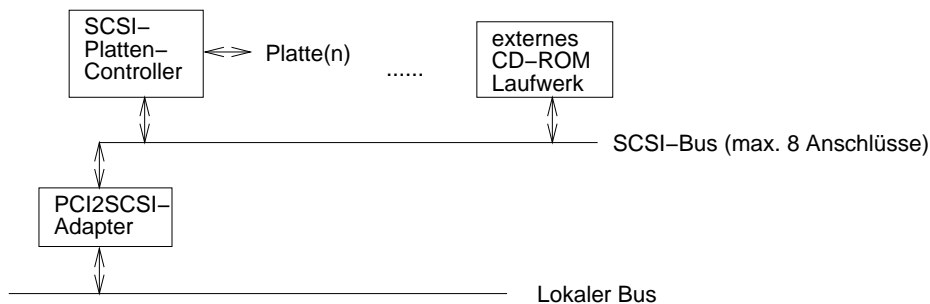 SCSI−
Platten−
Controller
Platte(n)
......
externes
CD−ROM
Laufwerk
SCSI−Bus (max. 8 Anschlüsse)
PCI2SCSI−
Adapter
Lokaler Bus